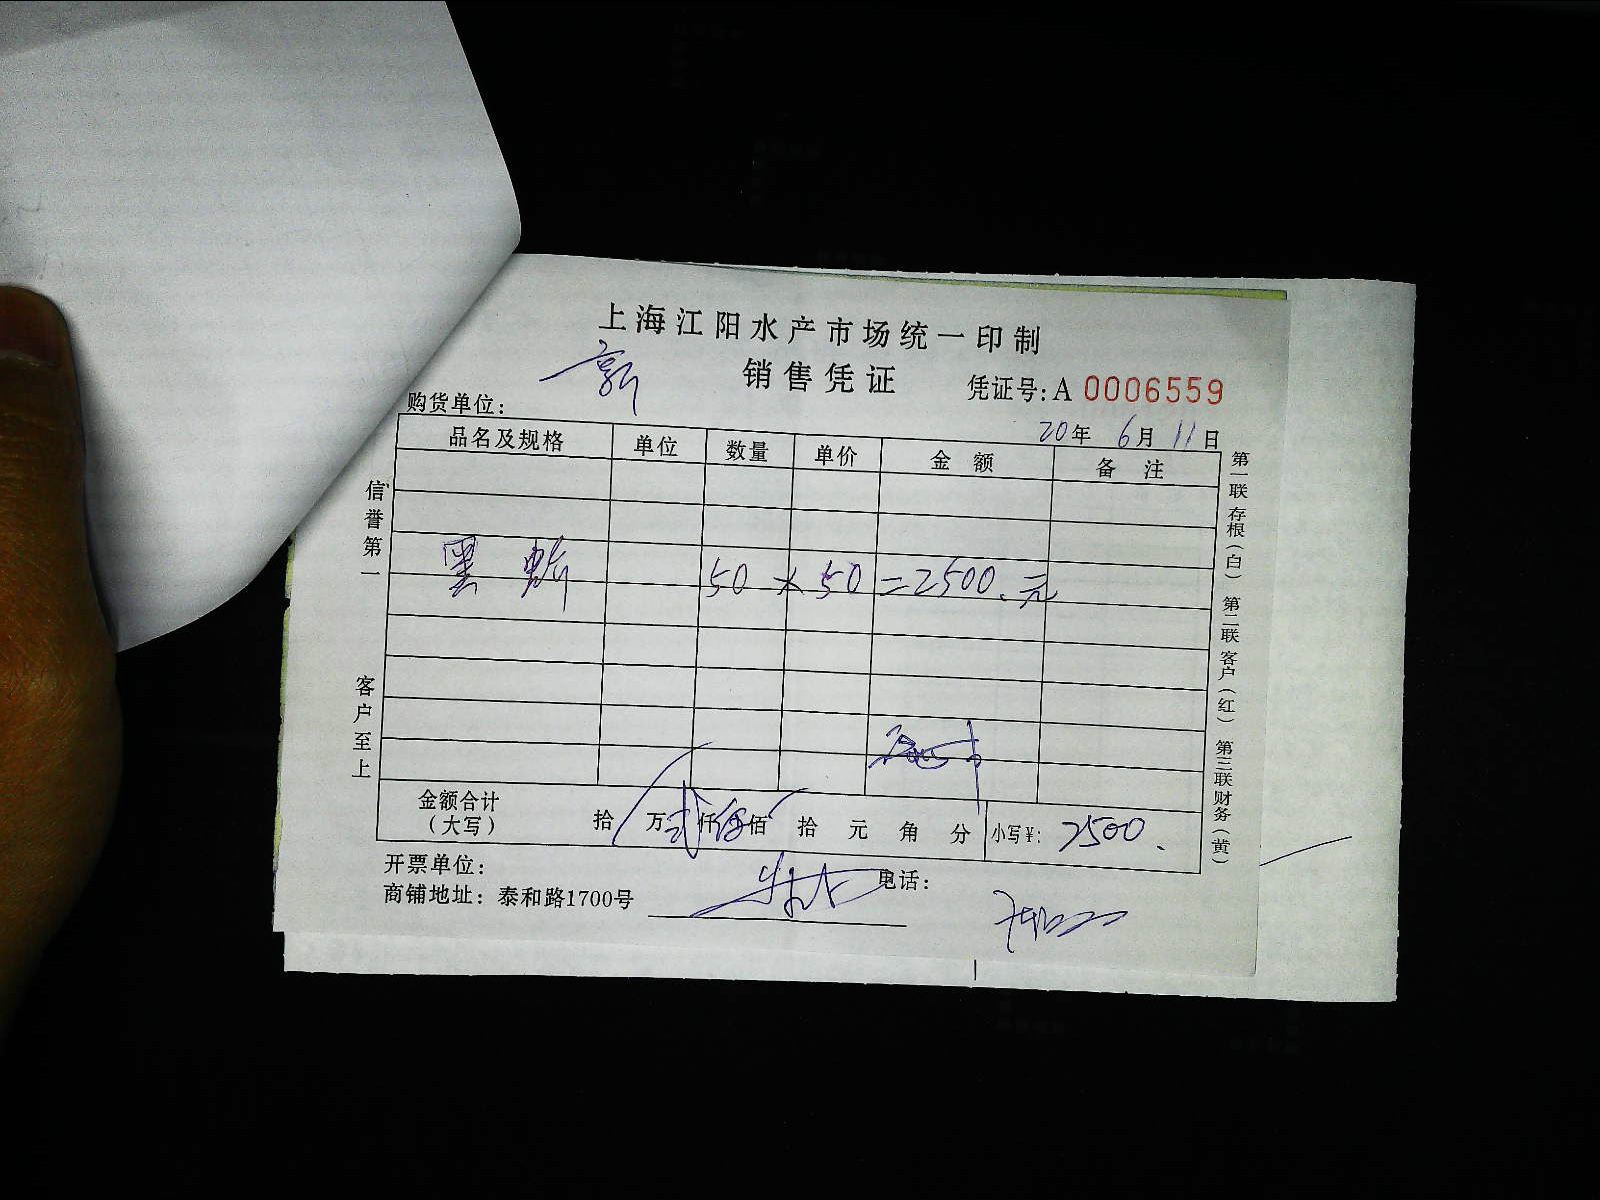 上海江阳水产市场统一印制
销售凭证
凭证号: A 0006559
购货单位:
20年 6月 11日
品名及规格 单位 数量 单价 金额 备注
黑 50 × 50 = 2500.元
金额合计（大写） 拾 万 贰仟 伍佰 拾 元 角 分 小写¥: 2500.
开票单位:
电话:
商铺地址: 泰和路1700号
信誉第一
客户至上
第一联 存根（白） 第二联 客户（红） 第三联 财务（黄）